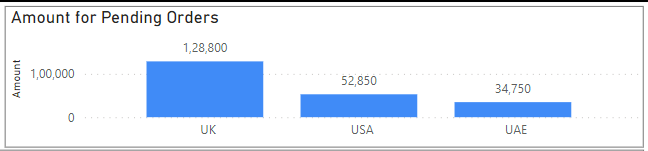 Amount for Pending Orders
Amount
1,00,000
0
1,28,800
52,850
34,750
UK
USA
UAE